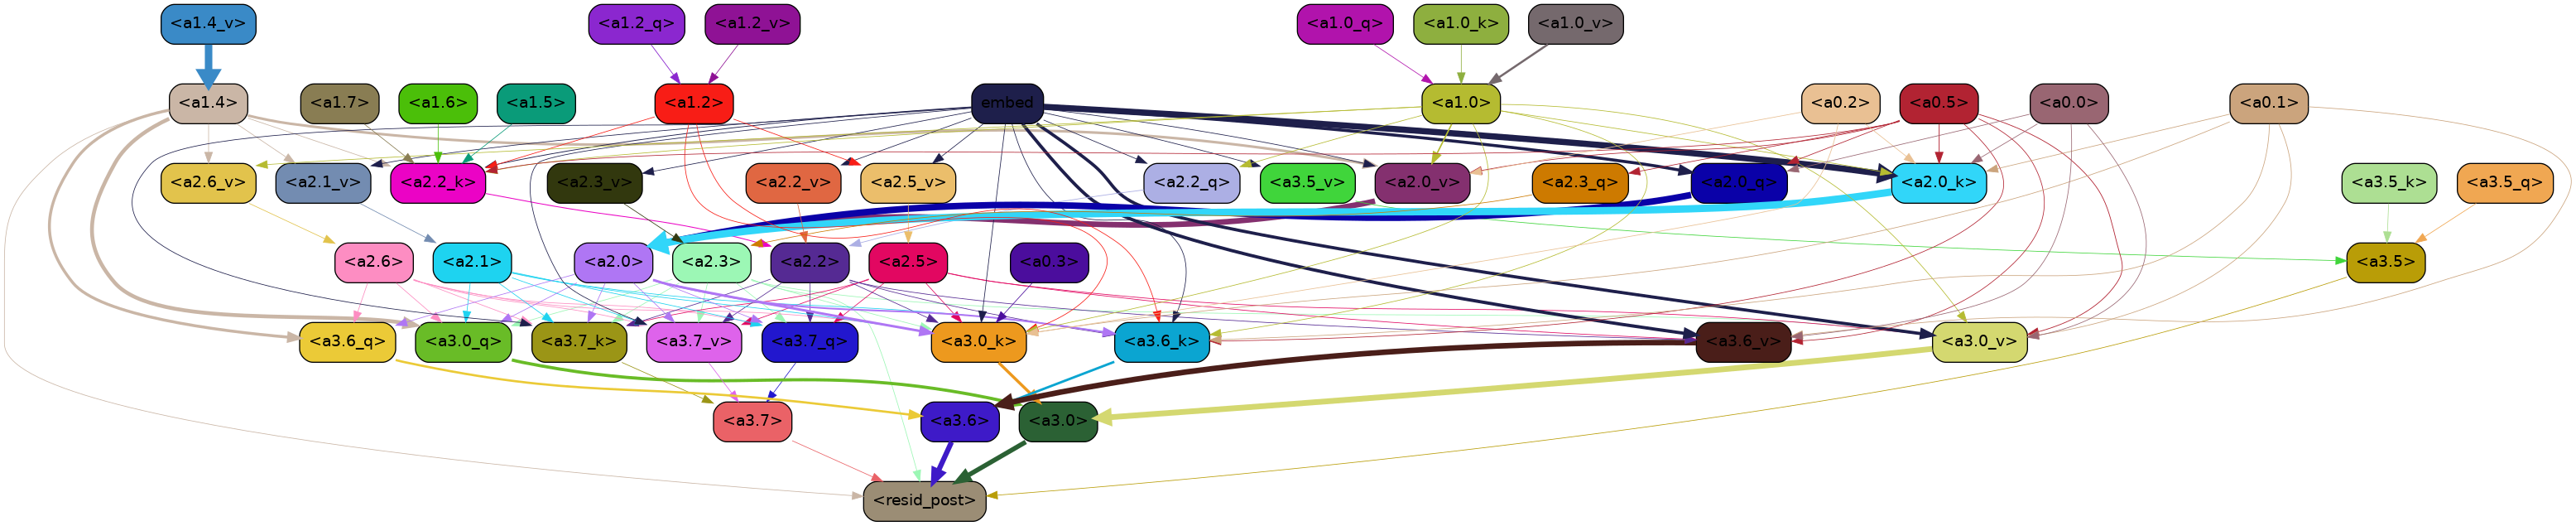 <a1.4_v> <a1.2_q> <a1.2_v> <a1.0_q> <a1.0_k> <a1.0_v>
<a1.4> <a1.7> <a1.6> <a1.5> <a1.2> embed <a1.0> <a0.2> <a0.5> <a0.0> <a0.1>
<a2.6_v> <a2.1_v> <a2.2_k> <a2.3_v> <a2.2_v> <a2.5_v> <a2.2_q> <a3.5_v> <a2.0_v> <a2.3_q> <a2.0_q> <a2.0_k> <a3.5_k> <a3.5_q>
<a2.6> <a2.1> <a2.0> <a2.3> <a2.2> <a2.5> <a0.3> <a3.5>
<a3.6_q> <a3.0_q> <a3.7_k> <a3.7_v> <a3.7_q> <a3.0_k> <a3.6_k> <a3.6_v> <a3.0_v>
<a3.7> <a3.6> <a3.0>
<resid_post>